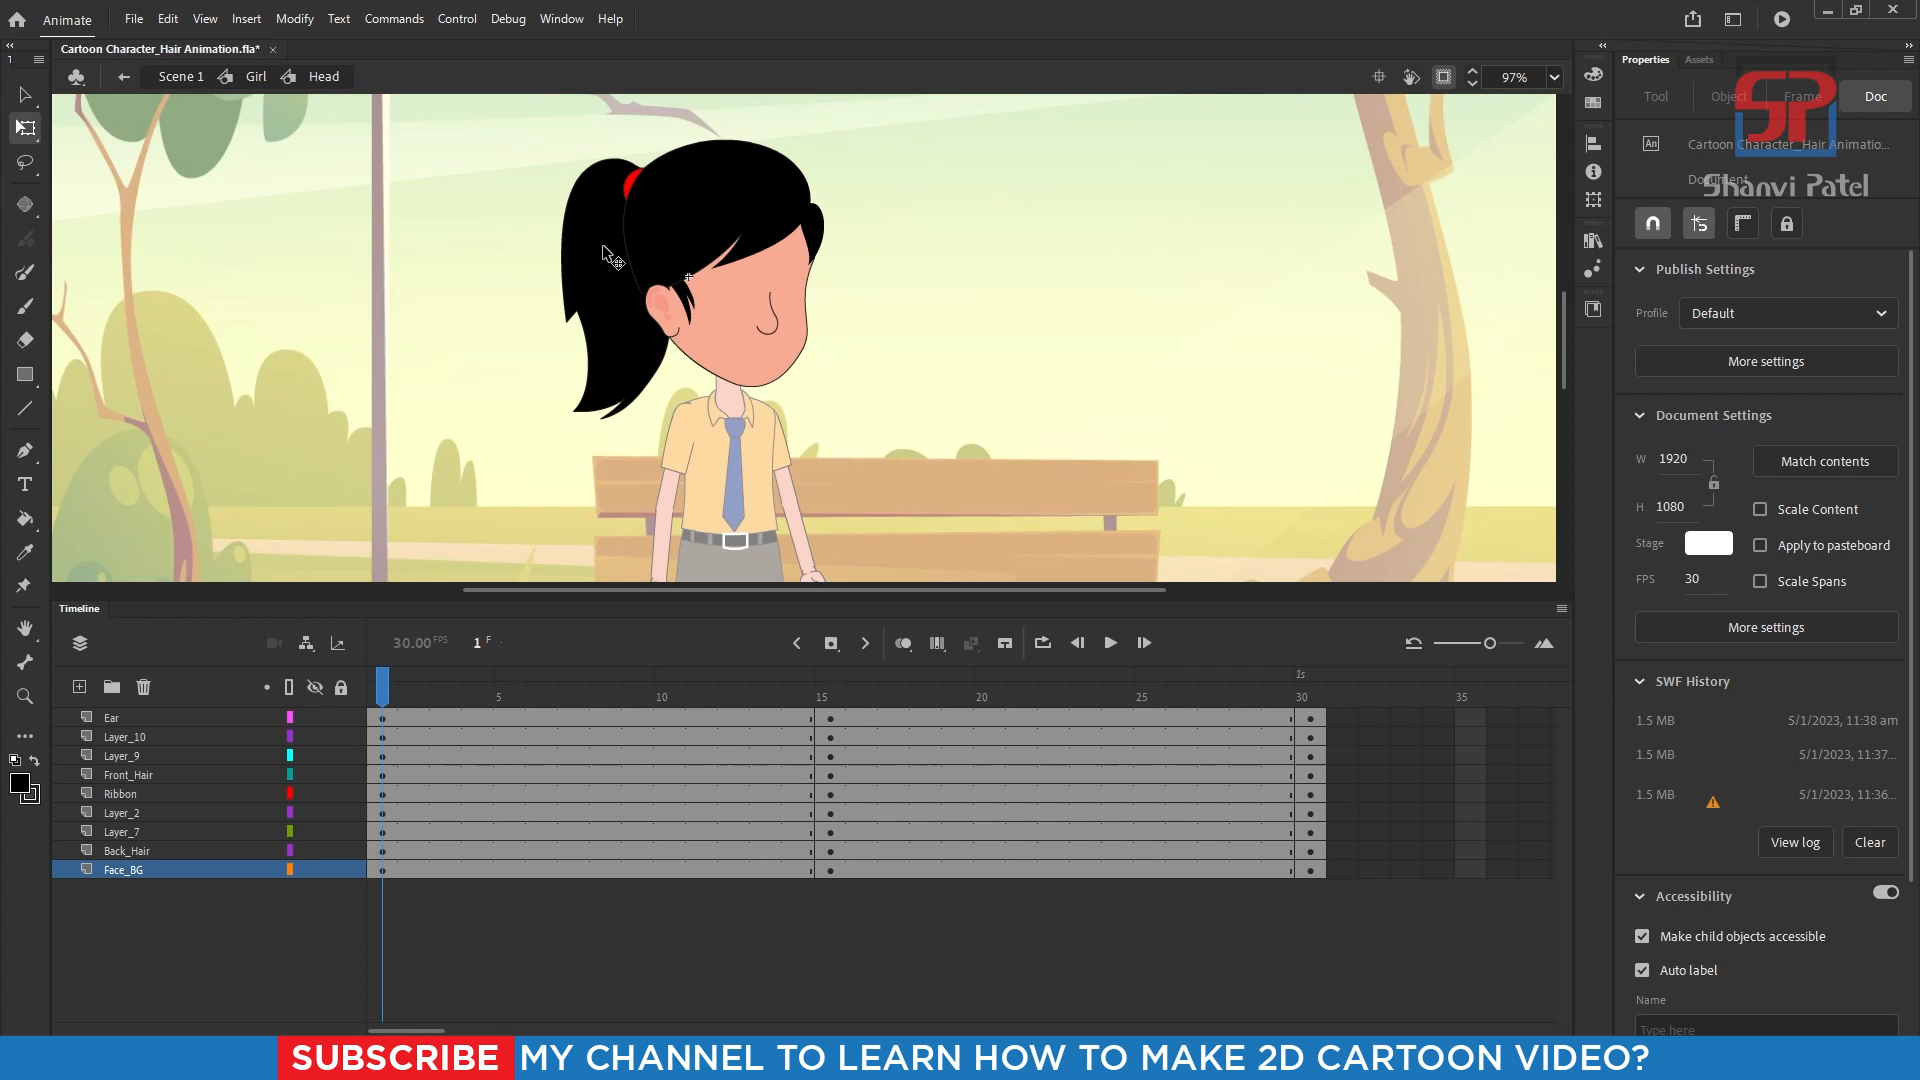 Animate File Edit View Insert Modify Text Commands Control Debug Window Help
Cartoon Character_Hair Animation.fla* ×
Scene 1 Girl Head 97%
Properties Assets
Tool Object Frame Doc
An Cartoon Character_Hair Animatio...
Document
SP
Shanvi Patel
Publish Settings
Profile Default
More settings
Document Settings
W 1920 Match contents
H 1080 Scale Content
Stage Apply to pasteboard
FPS 30 Scale Spans
More settings
SWF History
1.5 MB 5/1/2023, 11:38 am
1.5 MB 5/1/2023, 11:37...
1.5 MB 5/1/2023, 11:36...
View log Clear
Accessibility
Make child objects accessible
Auto label
Name
Type here
T
Timeline
30.00 FPS 1 F
1s
5 10 15 20 25 30 35
Ear
Layer_10
Layer_9
Front_Hair
Ribbon
Layer_2
Layer_7
Back_Hair
Face_BG
SUBSCRIBE MY CHANNEL TO LEARN HOW TO MAKE 2D CARTOON VIDEO?